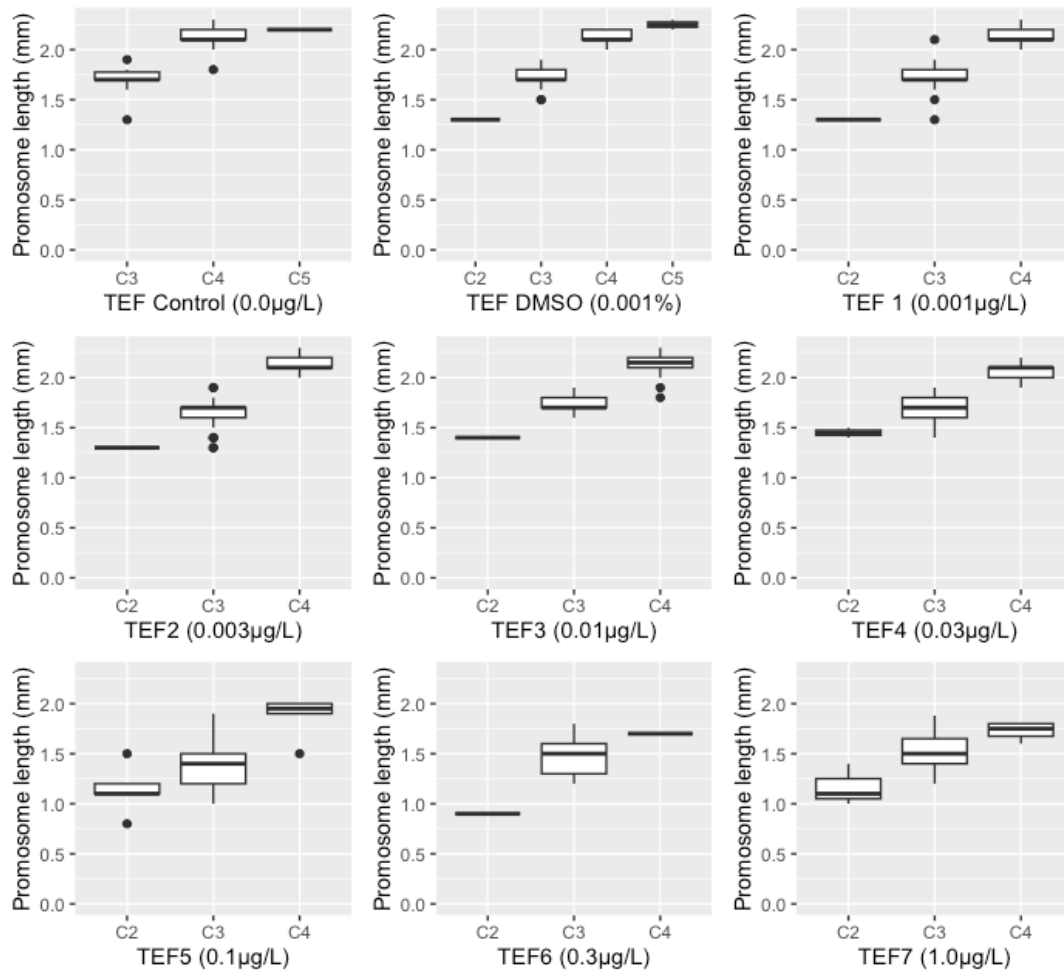 Promosome length (mm)
2.0
1.5
1.0
0.5
0.0
C3 C4 C5
TEF Control (0.0µg/L)
Promosome length (mm)
2.0
1.5
1.0
0.5
0.0
C2 C3 C4 C5
TEF DMSO (0.001%)
Promosome length (mm)
2.0
1.5
1.0
0.5
0.0
C2 C3 C4
TEF 1 (0.001µg/L)
Promosome length (mm)
2.0
1.5
1.0
0.5
0.0
C2 C3 C4
TEF2 (0.003µg/L)
Promosome length (mm)
2.0
1.5
1.0
0.5
0.0
C2 C3 C4
TEF3 (0.01µg/L)
Promosome length (mm)
2.0
1.5
1.0
0.5
0.0
C2 C3 C4
TEF4 (0.03µg/L)
Promosome length (mm)
2.0
1.5
1.0
0.5
0.0
C2 C3 C4
TEF5 (0.1µg/L)
Promosome length (mm)
2.0
1.5
1.0
0.5
0.0
C2 C3 C4
TEF6 (0.3µg/L)
Promosome length (mm)
2.0
1.5
1.0
0.5
0.0
C2 C3 C4
TEF7 (1.0µg/L)